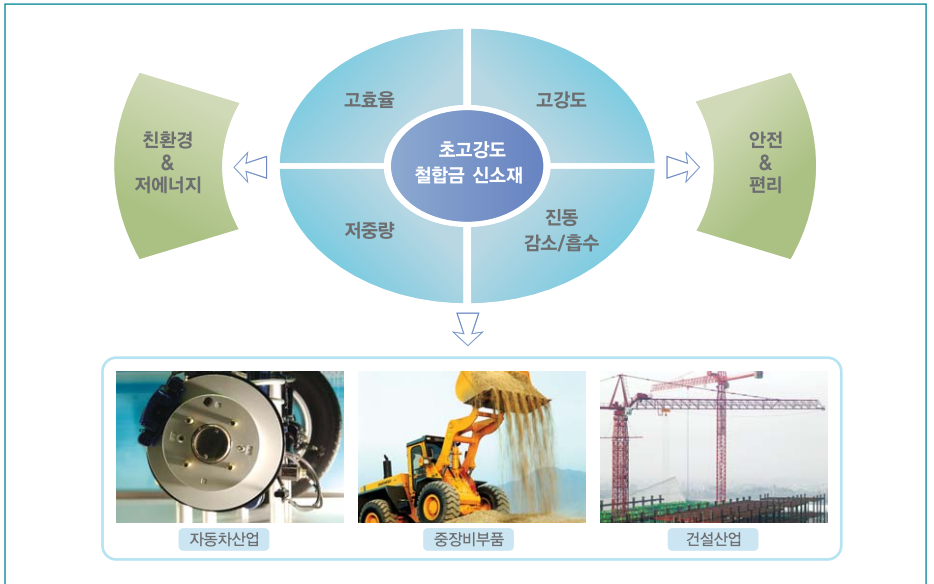 고효율
고강도
친환경
&
저에너지
초고강도
철합금 신소재
안전
&
편리
저중량
진동
감소/흡수
자동차산업
중장비부품
건설산업